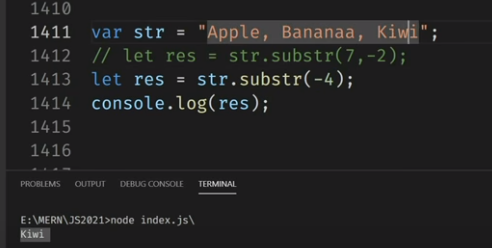 1410
1411 var str = "Apple, Bananaa, Kiwi";
1412 // let res = str.substr(7,-2);
1413 let res = str.substr(-4);
1414 console.log(res);
1415
1416
PROBLEMS OUTPUT DEBUG CONSOLE TERMINAL
E:\MERN\JS2021>node index.js\
Kiwi